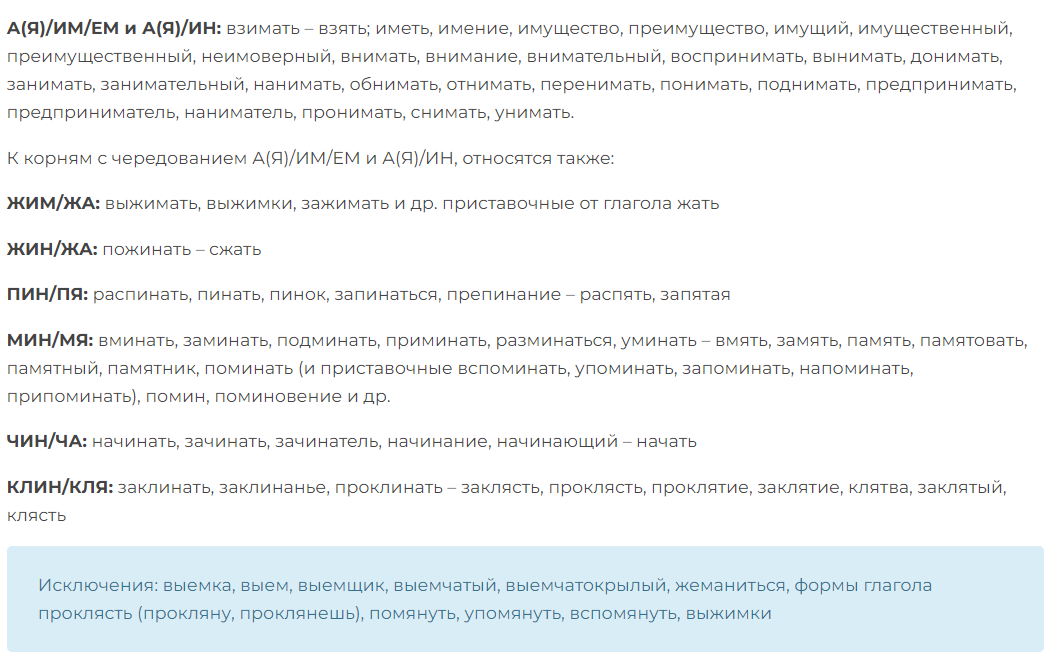 А(Я)/ИМ/ЕМ и А(Я)/ИН: взимать – взять; иметь, имение, имущество, преимущество, имущий, имущественный,
преимущественный, неимоверный, внимать, внимание, внимательный, воспринимать, вынимать, донимать,
занимать, занимательный, нанимать, обнимать, отнимать, перенимать, понимать, поднимать, предпринимать,
предприниматель, наниматель, пронимать, снимать, унимать.
К корням с чередованием А(Я)/ИМ/ЕМ и А(Я)/ИН, относятся также:
ЖИМ/ЖА: выжимать, выжимки, зажимать и др. приставочные от глагола жать
ЖИН/ЖА: пожинать – сжать
ПИН/ПЯ: распинать, пинать, пинок, запинаться, препинание – распять, запятая
МИН/МЯ: вминать, заминать, подминать, приминать, разминаться, уминать – вмять, замять, память, памятовать,
памятный, памятник, поминать (и приставочные вспоминать, упоминать, запоминать, напоминать,
припоминать), помин, поминовение и др.
ЧИН/ЧА: начинать, зачинать, зачинатель, начинание, начинающий – начать
КЛИН/КЛЯ: заклинать, заклинанье, проклинать – заклясть, проклясть, проклятие, заклятие, клятва, заклятый,
клясть
Исключения: выемка, выем, выемщик, выемчатый, выемчатокрылый, жеманиться, формы глагола
проклясть (прокляну, проклянешь), помянуть, упомянуть, вспомянуть, выжимки